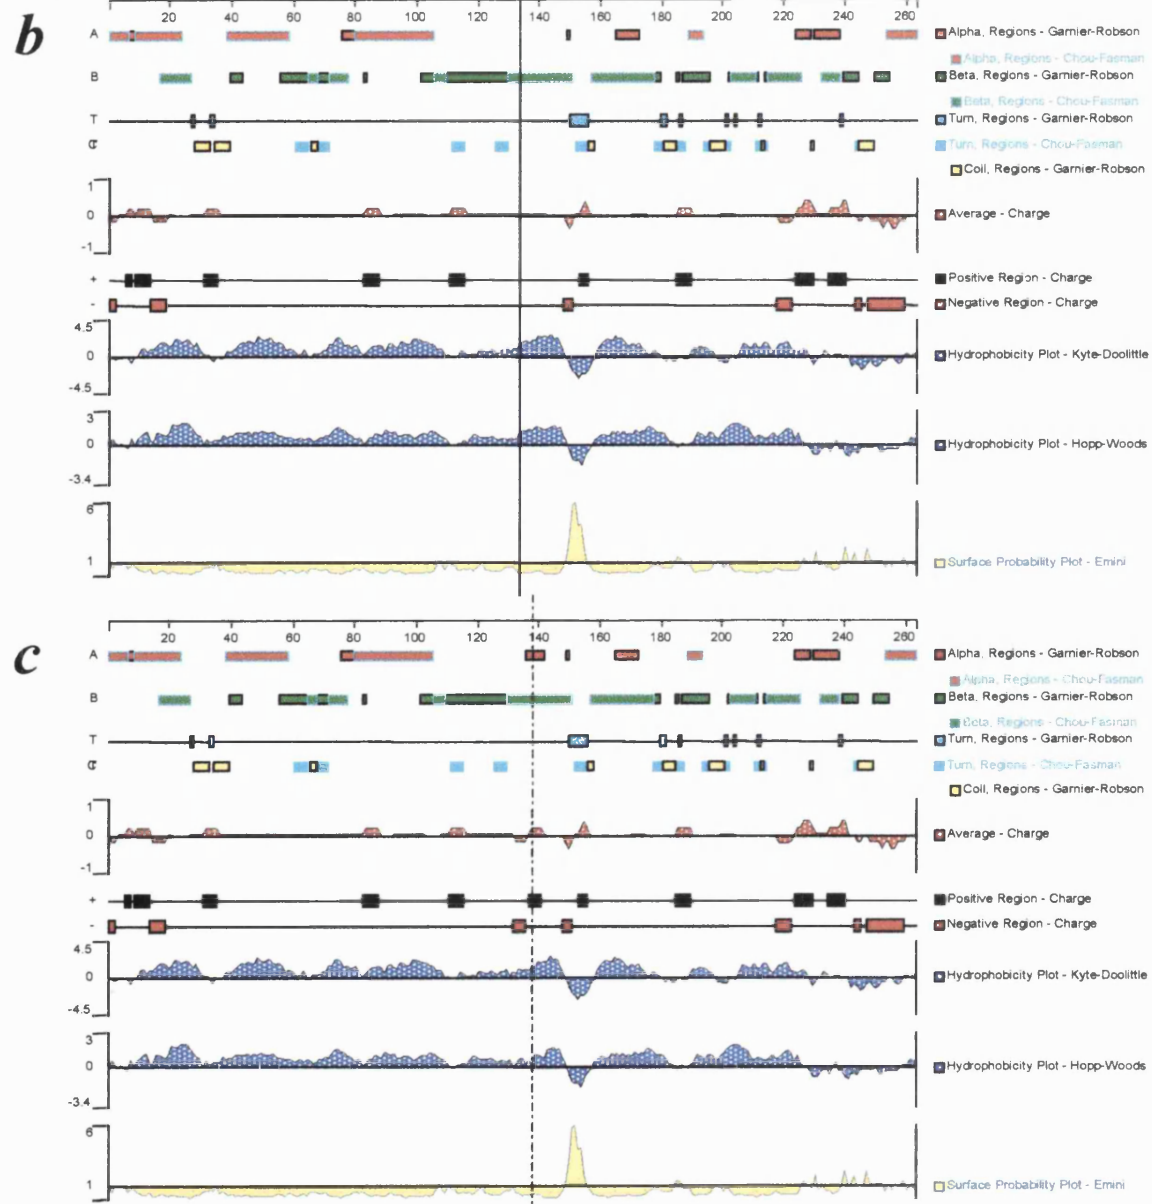 b
20 40 60 80 100 120 140 160 180 200 220 240 260
A Alpha, Regions - Garnier-Robson
Alpha, Regions - Chou-Fasman
B Beta, Regions - Garnier-Robson
Beta, Regions - Chou-Fasman
T Turn, Regions - Garnier-Robson
Turn, Regions - Chou-Fasman
Coil, Regions - Garnier-Robson
1
0 Average - Charge
-1
+ Positive Region - Charge
- Negative Region - Charge
4.5
0 Hydrophobicity Plot - Kyte-Doolittle
-4.5
3
0 Hydrophobicity Plot - Hopp-Woods
-3.4
6
1 Surface Probability Plot - Emini
c
20 40 60 80 100 120 140 160 180 200 220 240 260
A Alpha, Regions - Garnier-Robson
Alpha, Regions - Chou-Fasman
B Beta, Regions - Garnier-Robson
Beta, Regions - Chou-Fasman
T Turn, Regions - Garnier-Robson
Turn, Regions - Chou-Fasman
Coil, Regions - Garnier-Robson
1
0 Average - Charge
-1
+ Positive Region - Charge
- Negative Region - Charge
4.5
0 Hydrophobicity Plot - Kyte-Doolittle
-4.5
3
0 Hydrophobicity Plot - Hopp-Woods
-3.4
6
1 Surface Probability Plot - Emini